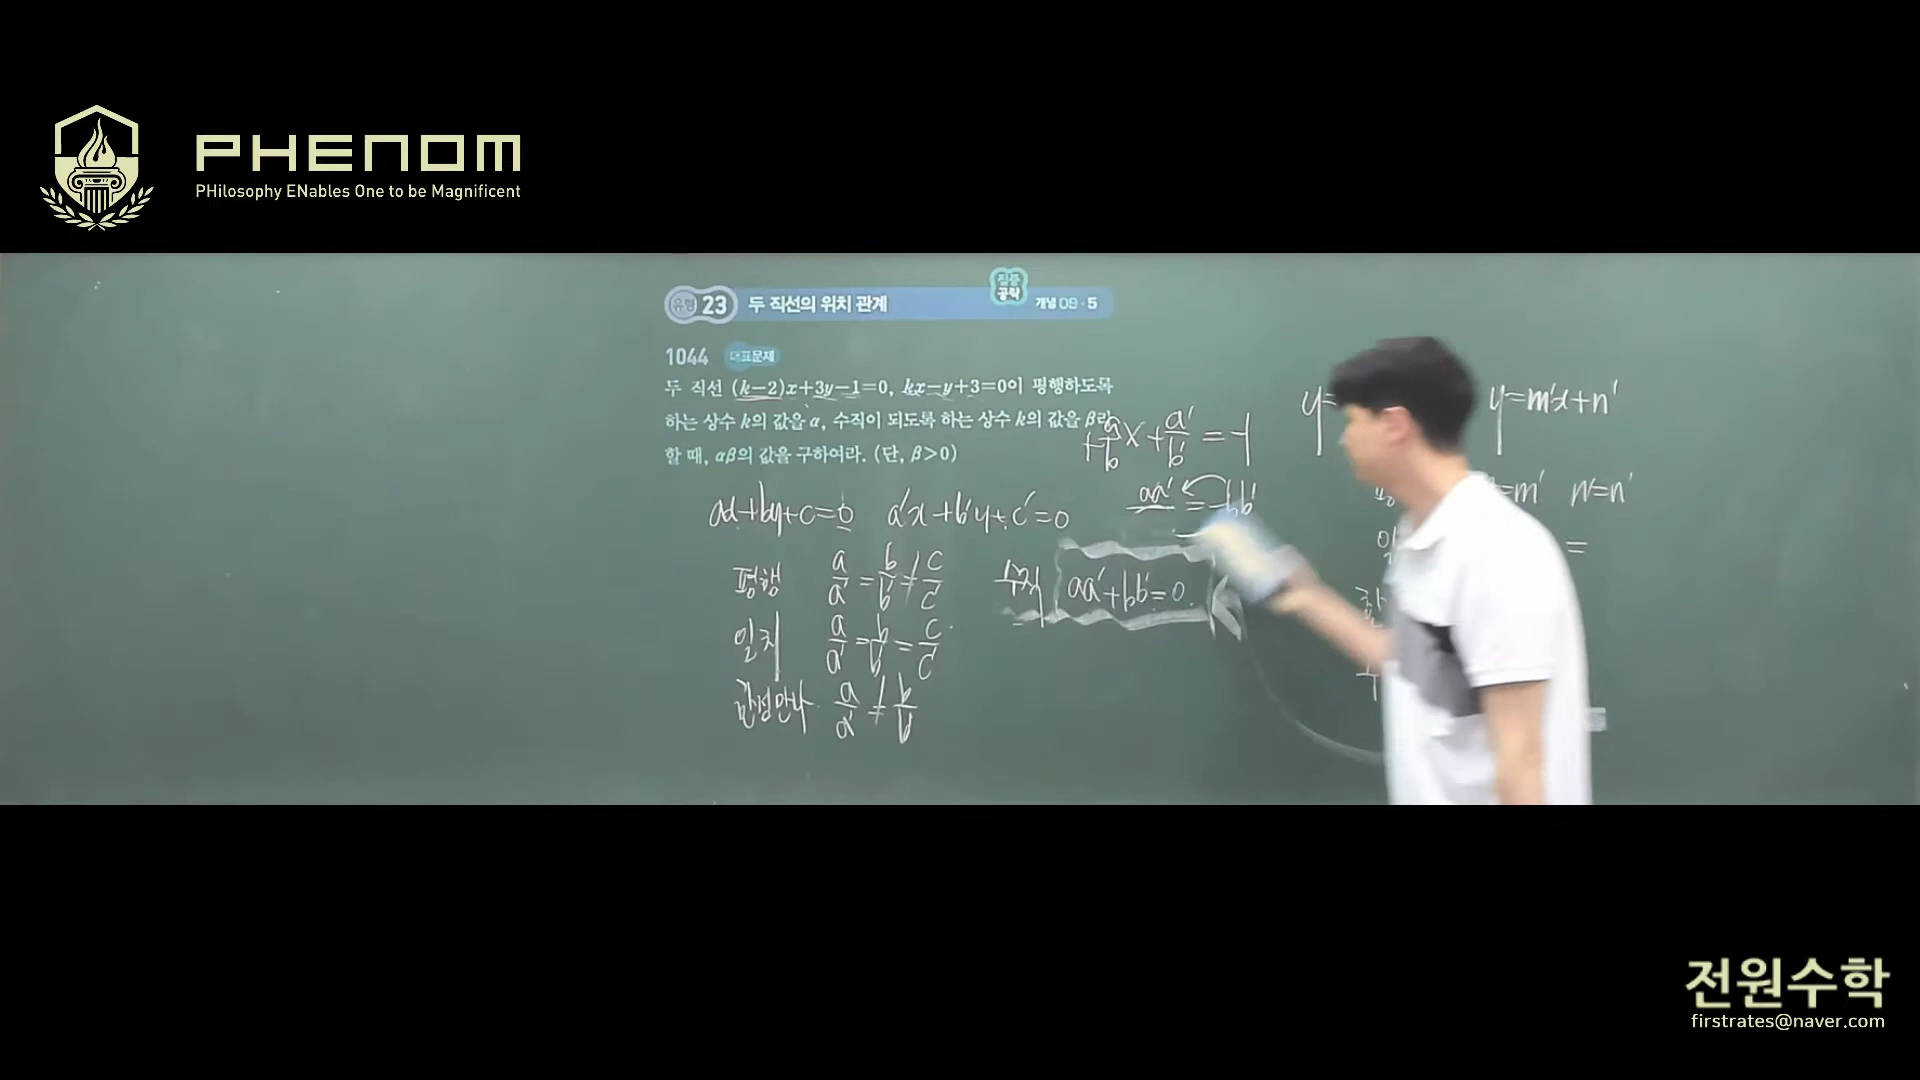 PHENOM
PHilosophy ENables One to be Magnificent
유형 23 두 직선의 위치 관계
공략
개념 09-5
1044 대표문제
두 직선 (k-2)x+3y-1=0, kx-y+3=0이 평행하도록
하는 상수 k의 값을 α, 수직이 되도록 하는 상수 k의 값을 β라
할 때, αβ의 값을 구하여라. (단, β>0)
ax+by+c=0 a'x+b'y+c'=0
평행 a/a' = b/b' ≠ c/c'
일치 a/a' = b/b' = c/c'
한점만나 a/a' ≠ b/b'
+a/b × +a'/b' = -1
aa' = -bb'
수직 aa'+bb'=0
y= y=m'x+n'
=m' n=n'
=
전원수학
firstrates@naver.com